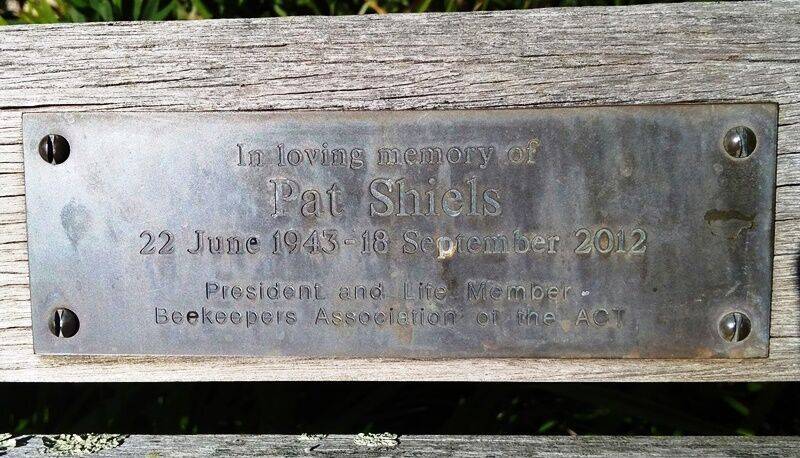 In loving memory of
Pat Shiels
22 June 1943-18 September 2012
President and Life Member
Beekeepers Association of the ACT